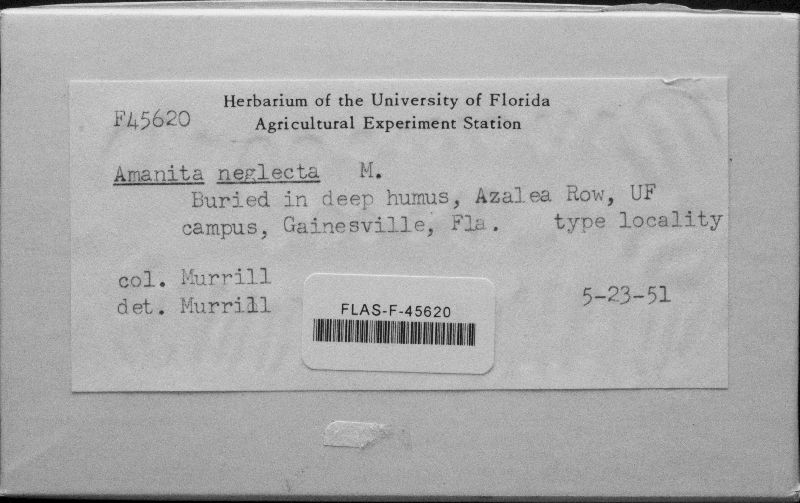 Herbarium of the University of Florida
F45620
Agricultural Experiment Station
Amanita neglecta M.
Buried in deep humus, Azalea Row, UF
campus, Gainesville, Fla. type locality
col. Murrill
det. Murrill
5-23-51
FLAS-F-45620